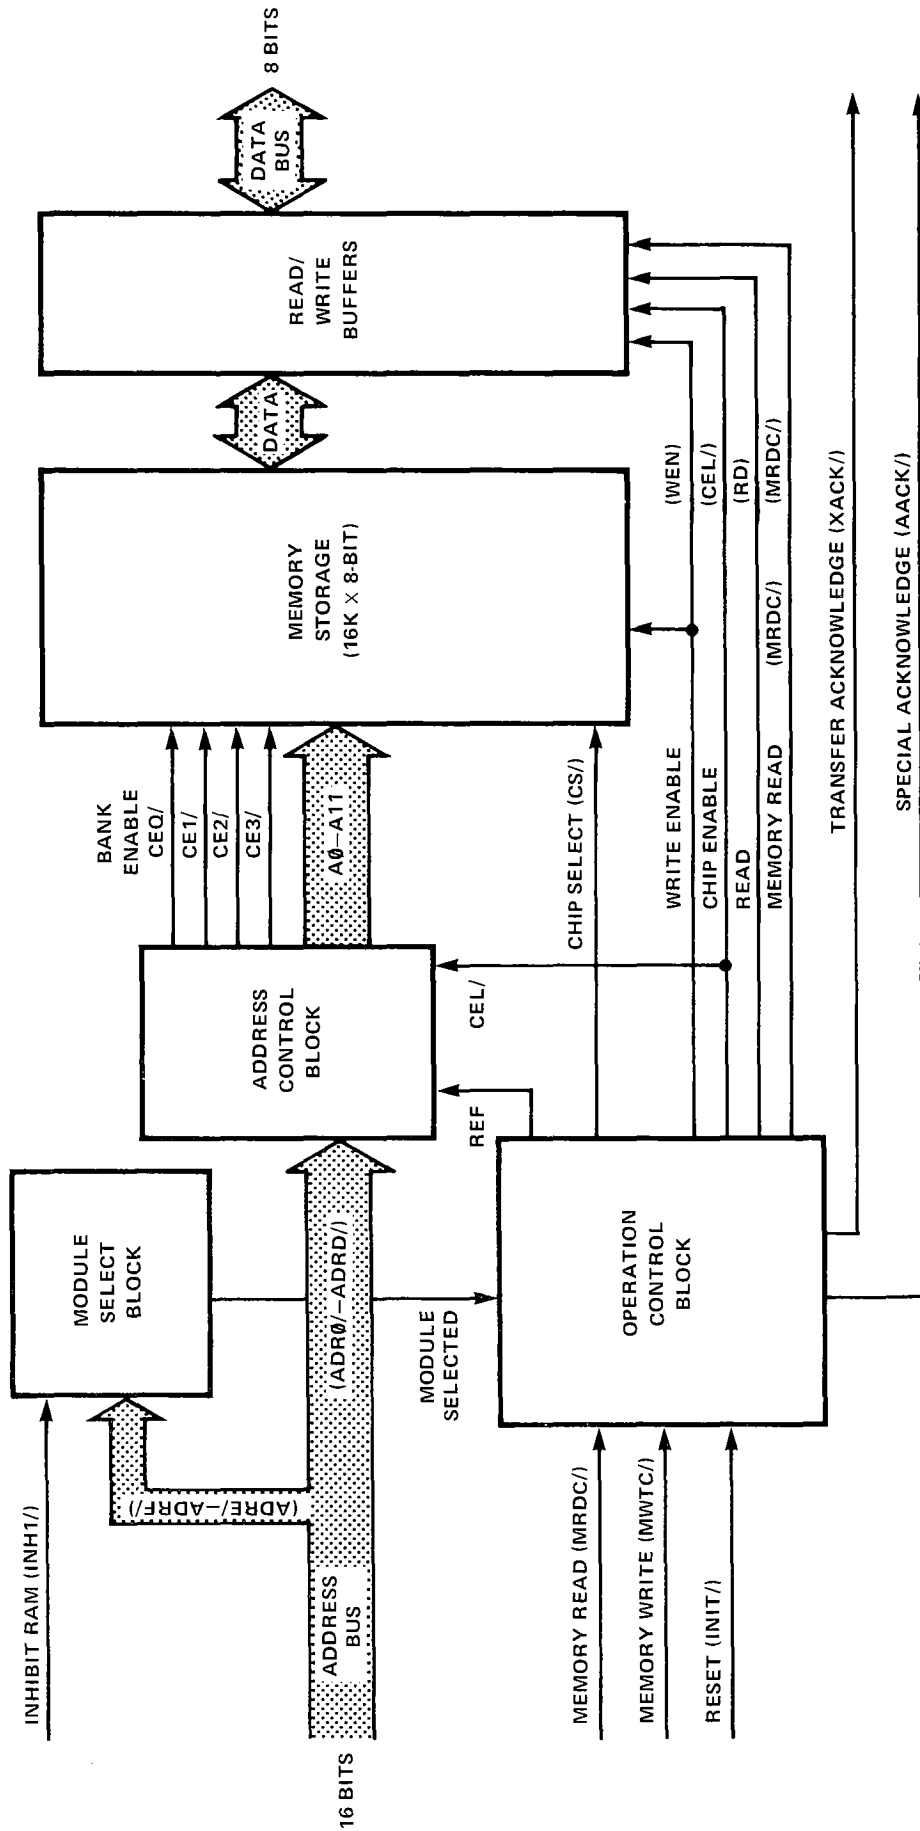 INHIBIT RAM (INH1/)
MODULE
SELECT
BLOCK
(ADRE/–ADRF/)
16 BITS
ADDRESS
BUS
(ADRØ/–ADRD/)
MODULE
SELECTED
ADDRESS
CONTROL
BLOCK
REF
CEL/
BANK
ENABLE
CEQ/
CE1/
CE2/
CE3/
AØ–A11
MEMORY
STORAGE
(16K X 8-BIT)
DATA
READ/
WRITE
BUFFERS
DATA
BUS
8 BITS
MEMORY READ (MRDC/)
MEMORY WRITE (MWTC/)
RESET (INIT/)
OPERATION
CONTROL
BLOCK
CHIP SELECT (CS/)
WRITE ENABLE (WEN)
CHIP ENABLE (CEL/)
READ (RD)
MEMORY READ (MRDC/) (MRDC/)
TRANSFER ACKNOWLEDGE (XACK/)
SPECIAL ACKNOWLEDGE (AACK/)